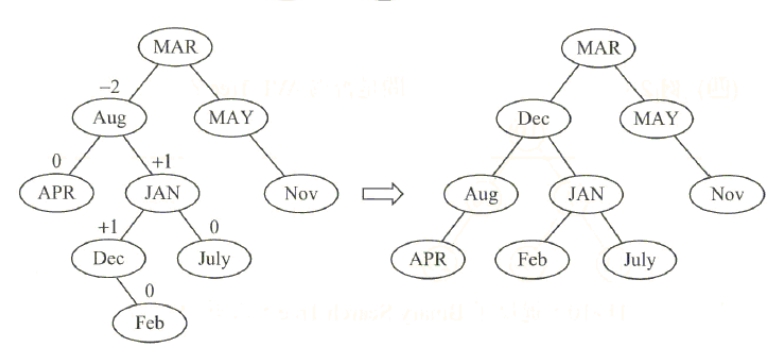 MAR MAR
−2
Aug MAY Dec MAY
0 +1
APR JAN Nov Aug JAN Nov
+1 0
Dec July APR Feb July
0
Feb